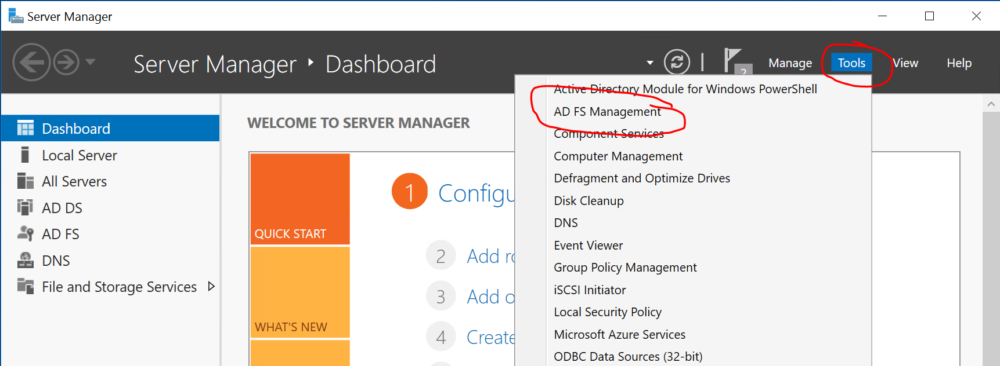 Server Manager
Server Manager ‣ Dashboard
Manage
Tools
View
Help
Dashboard
Local Server
All Servers
AD DS
AD FS
DNS
File and Storage Services
WELCOME TO SERVER MANAGER
QUICK START
WHAT'S NEW
1 Configu
2 Add ro
3 Add o
4 Create
Active Directory Module for Windows PowerShell
AD FS Management
Component Services
Computer Management
Defragment and Optimize Drives
Disk Cleanup
DNS
Event Viewer
Group Policy Management
iSCSI Initiator
Local Security Policy
Microsoft Azure Services
ODBC Data Sources (32-bit)